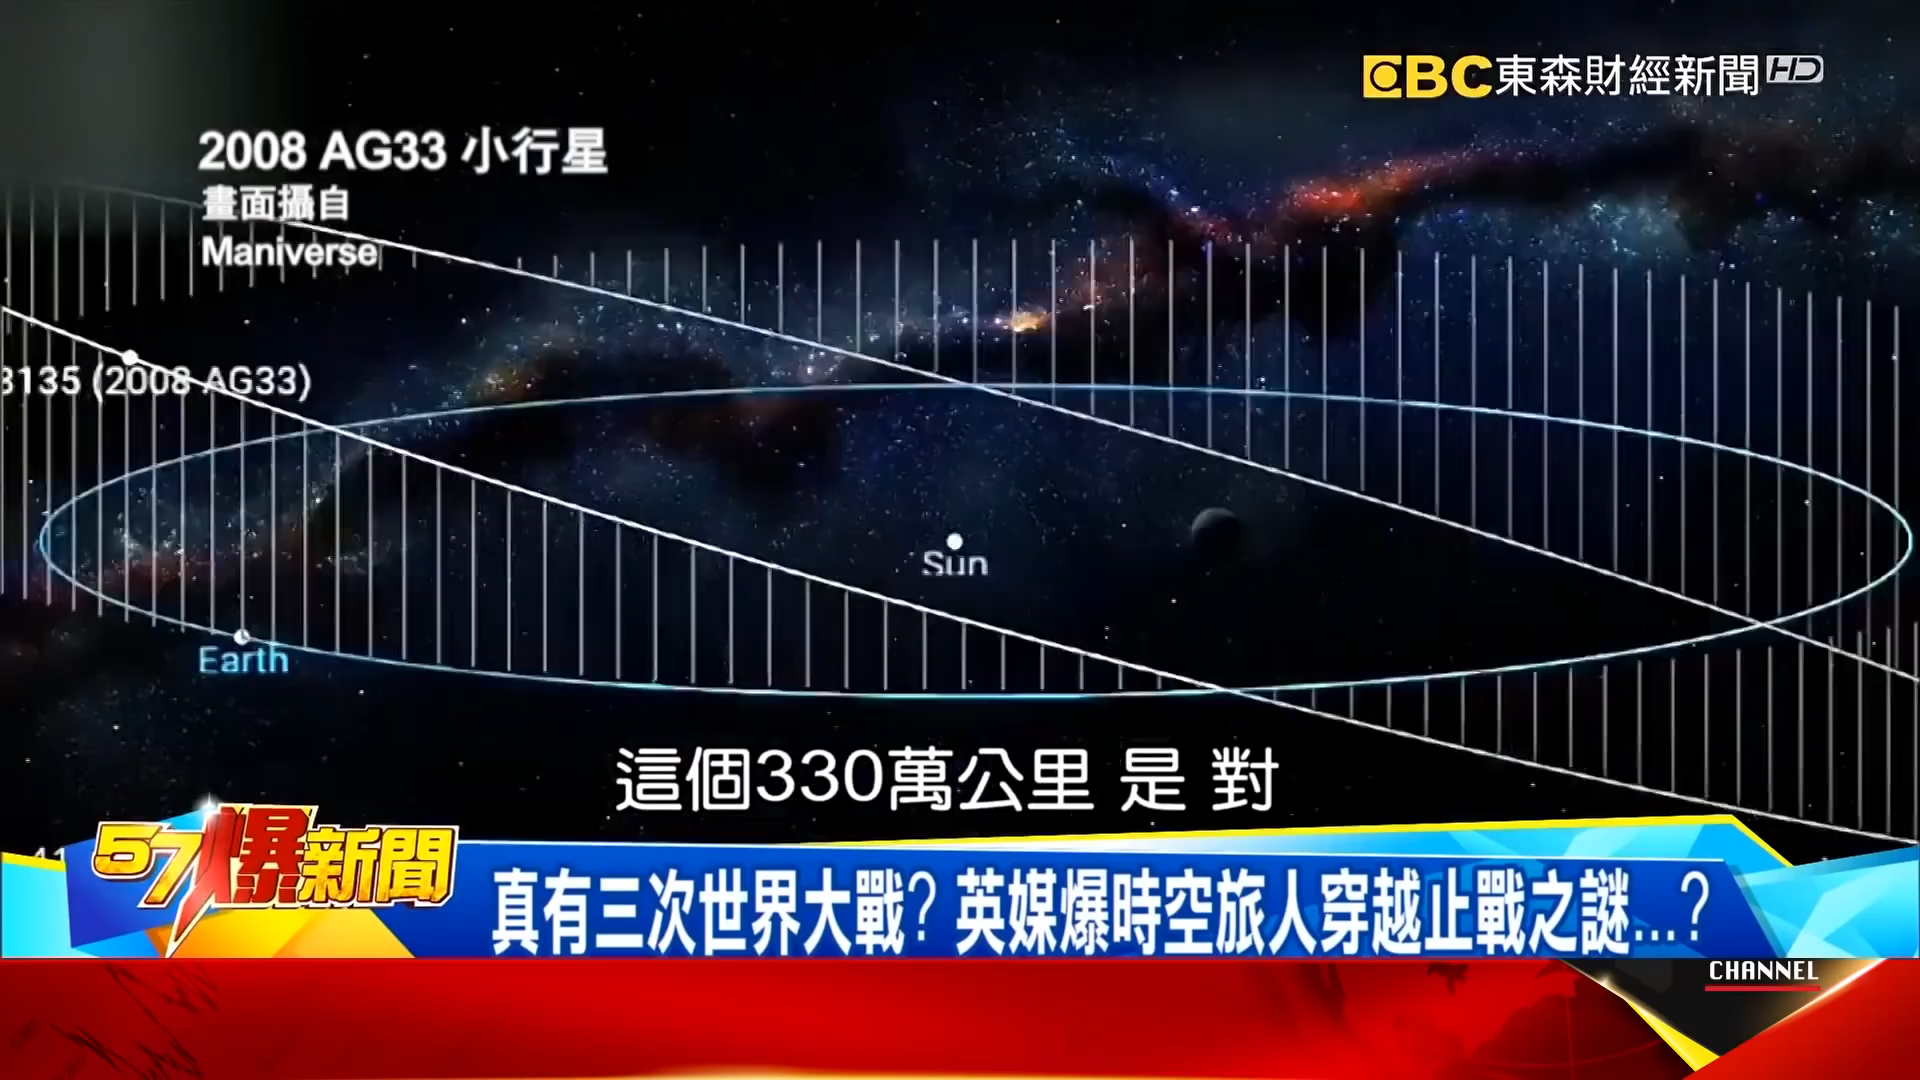 EBC東森財經新聞HD
2008 AG33 小行星
畫面攝自
Maniverse
3135 (2008 AG33)
Sun
Earth
這個330萬公里 是 對
57爆新聞
真有三次世界大戰? 英媒爆時空旅人穿越止戰之謎...?
CHANNEL